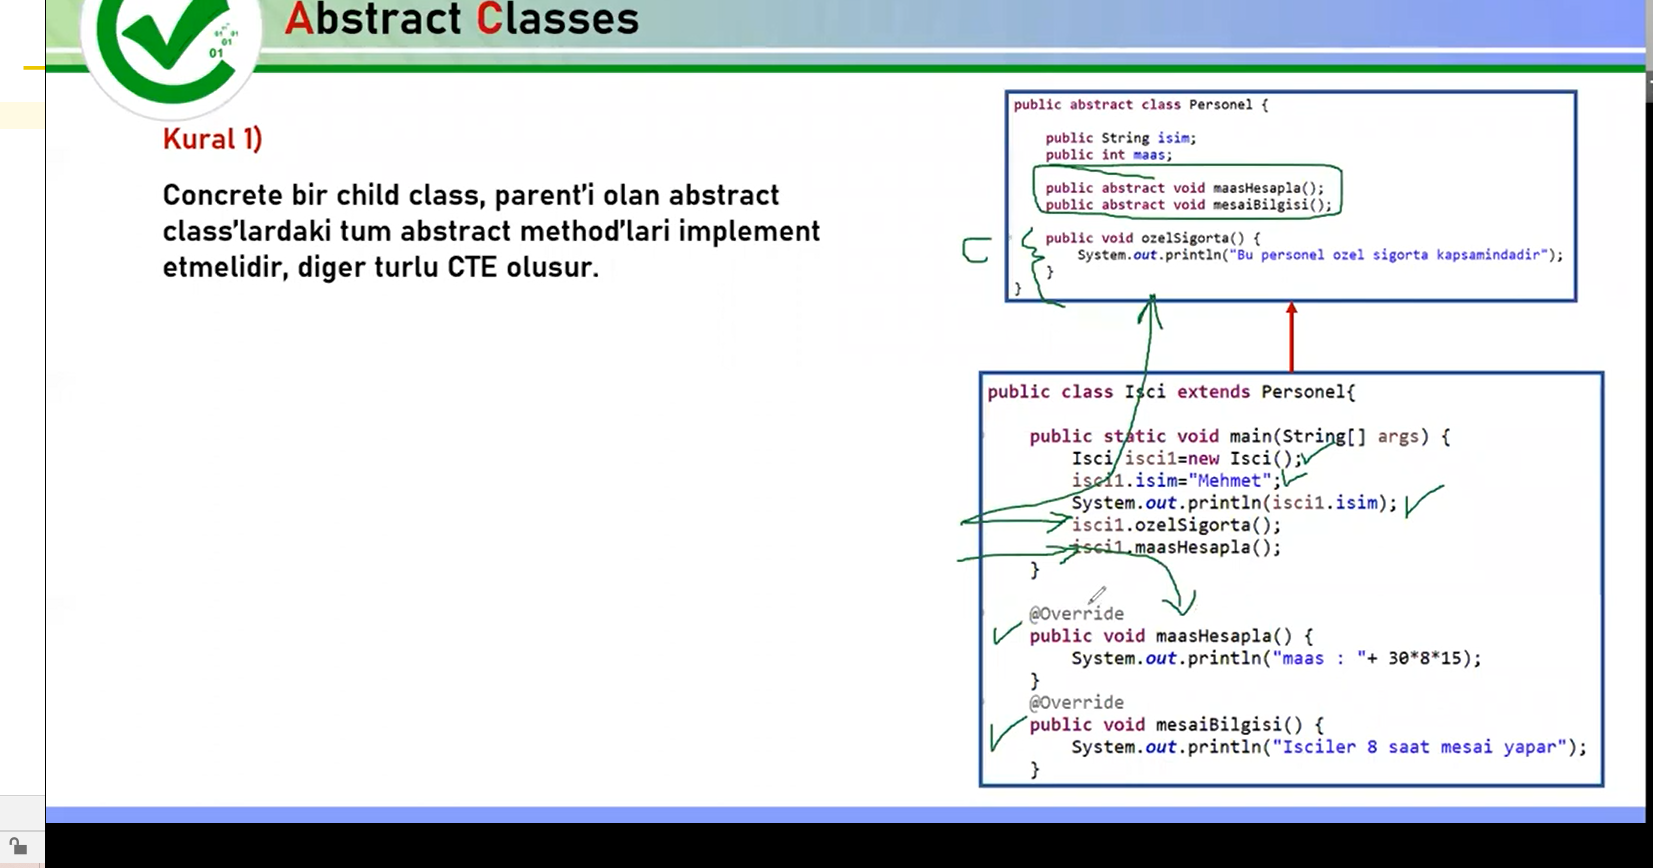 Abstract Classes
Kural 1)
Concrete bir child class, parent'i olan abstract
class'lardaki tum abstract method'lari implement
etmelidir, diger turlu CTE olusur.
public abstract class Personel {
public String isim;
public int maas;
public abstract void maasHesapla();
public abstract void mesaiBilgisi();
public void ozelSigorta() {
System.out.println("Bu personel ozel sigorta kapsamindadir");
}
}
public class Isci extends Personel{
public static void main(String[] args) {
Isci isci1=new Isci();
isci1.isim="Mehmet";
System.out.println(isci1.isim);
isci1.ozelSigorta();
isci1.maasHesapla();
}
@Override
public void maasHesapla() {
System.out.println("maas : "+ 30*8*15);
}
@Override
public void mesaiBilgisi() {
System.out.println("Isciler 8 saat mesai yapar");
}